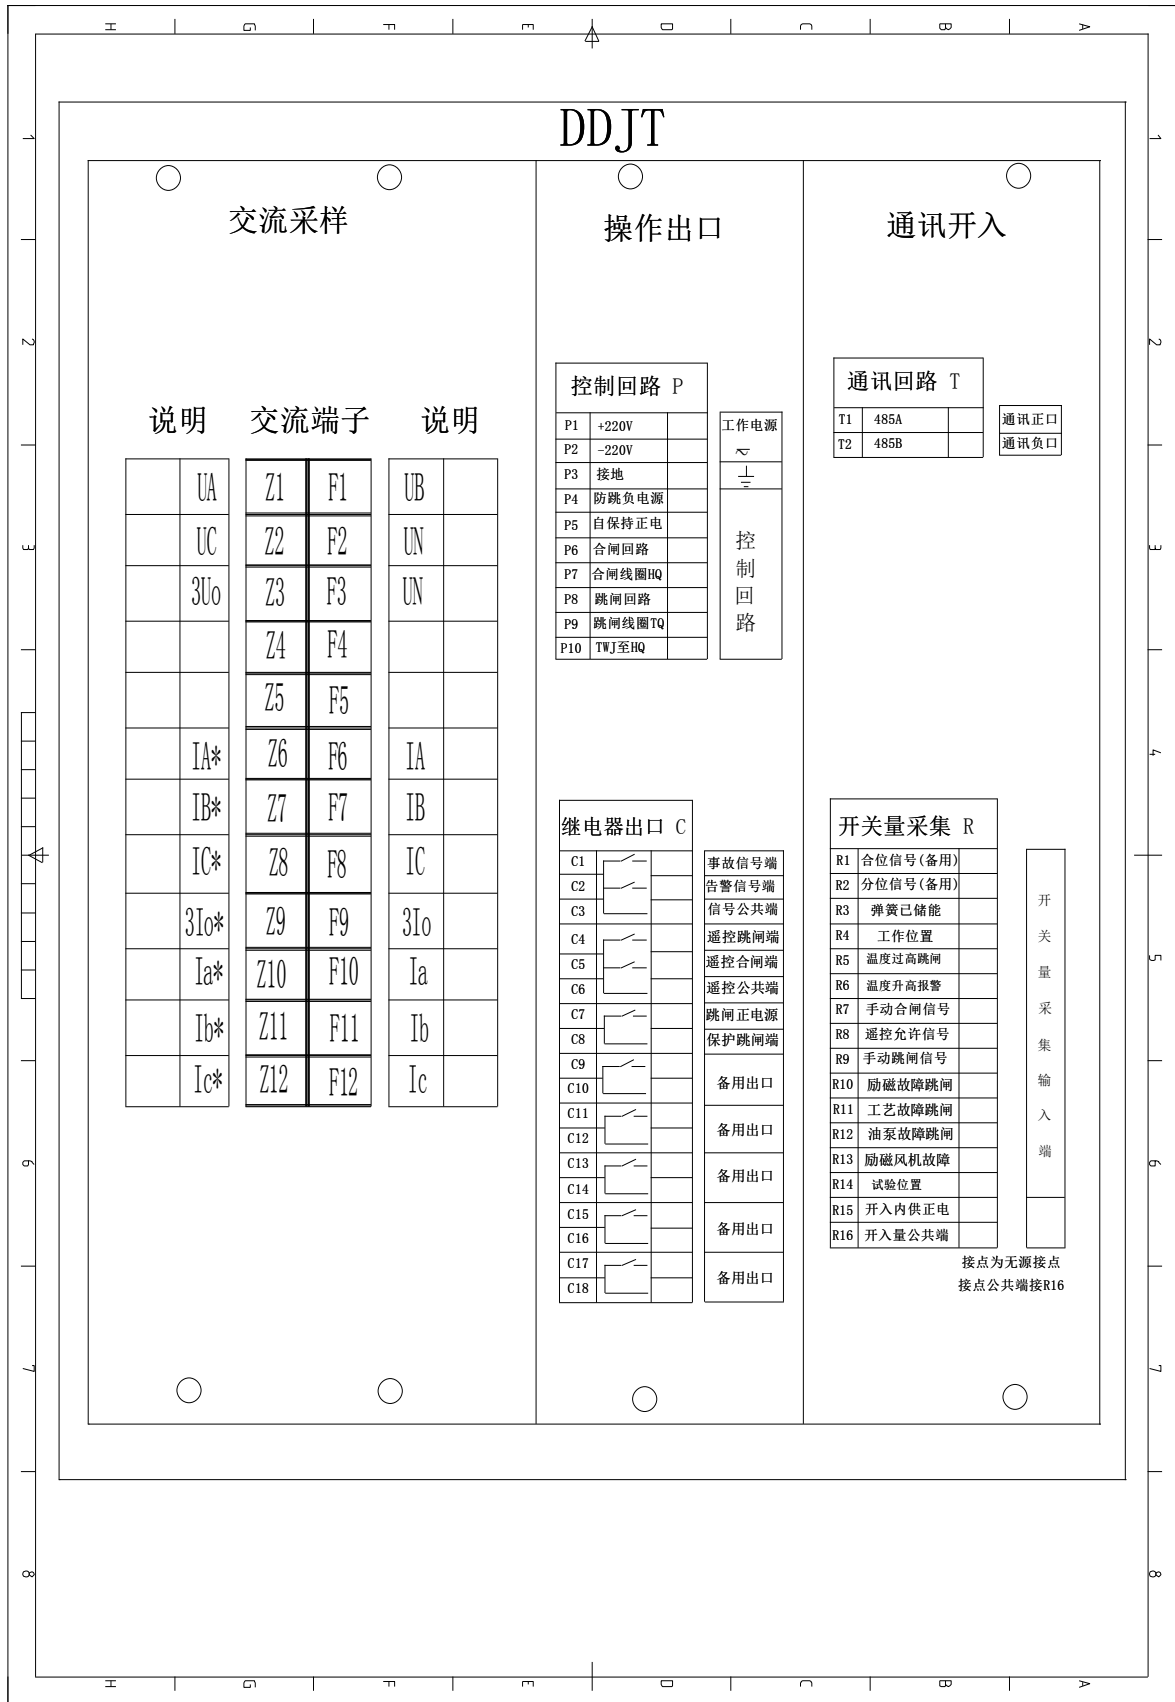 H G F E D C B A
DDJT
1 1
交流采样 操作出口 通讯开入
2 2
控制回路 P
P1 +220V 工作电源
P2 -220V
P3 接地
P4 防跳负电源
P5 自保持正电
P6 合闸回路
P7 合闸线圈HQ
P8 跳闸回路
P9 跳闸线圈TQ
P10 TWJ至HQ
控制回路
通讯回路 T
T1 485A 通讯正口
T2 485B 通讯负口
说明 交流端子 说明
UA Z1 F1 UB
UC Z2 F2 UN
3Uo Z3 F3 UN
Z4 F4
Z5 F5
IA* Z6 F6 IA
IB* Z7 F7 IB
IC* Z8 F8 IC
3Io* Z9 F9 3Io
Ia* Z10 F10 Ia
Ib* Z11 F11 Ib
Ic* Z12 F12 Ic
3 3
4 4
继电器出口 C
C1 事故信号端
C2 告警信号端
C3 信号公共端
C4 遥控跳闸端
C5 遥控合闸端
C6 遥控公共端
C7 跳闸正电源
C8 保护跳闸端
C9
C10 备用出口
C11
C12 备用出口
C13
C14 备用出口
C15
C16 备用出口
C17
C18 备用出口
开关量采集 R
R1 合位信号(备用)
R2 分位信号(备用)
R3 弹簧已储能
R4 工作位置
R5 温度过高跳闸
R6 温度升高报警
R7 手动合闸信号
R8 遥控允许信号
R9 手动跳闸信号
R10 励磁故障跳闸
R11 工艺故障跳闸
R12 油泵故障跳闸
R13 励磁风机故障
R14 试验位置
R15 开入内供正电
R16 开入量公共端
开关量采集输入端
接点为无源接点
接点公共端接R16
5 5
6 6
7 7
8 8
H G F E D C B A